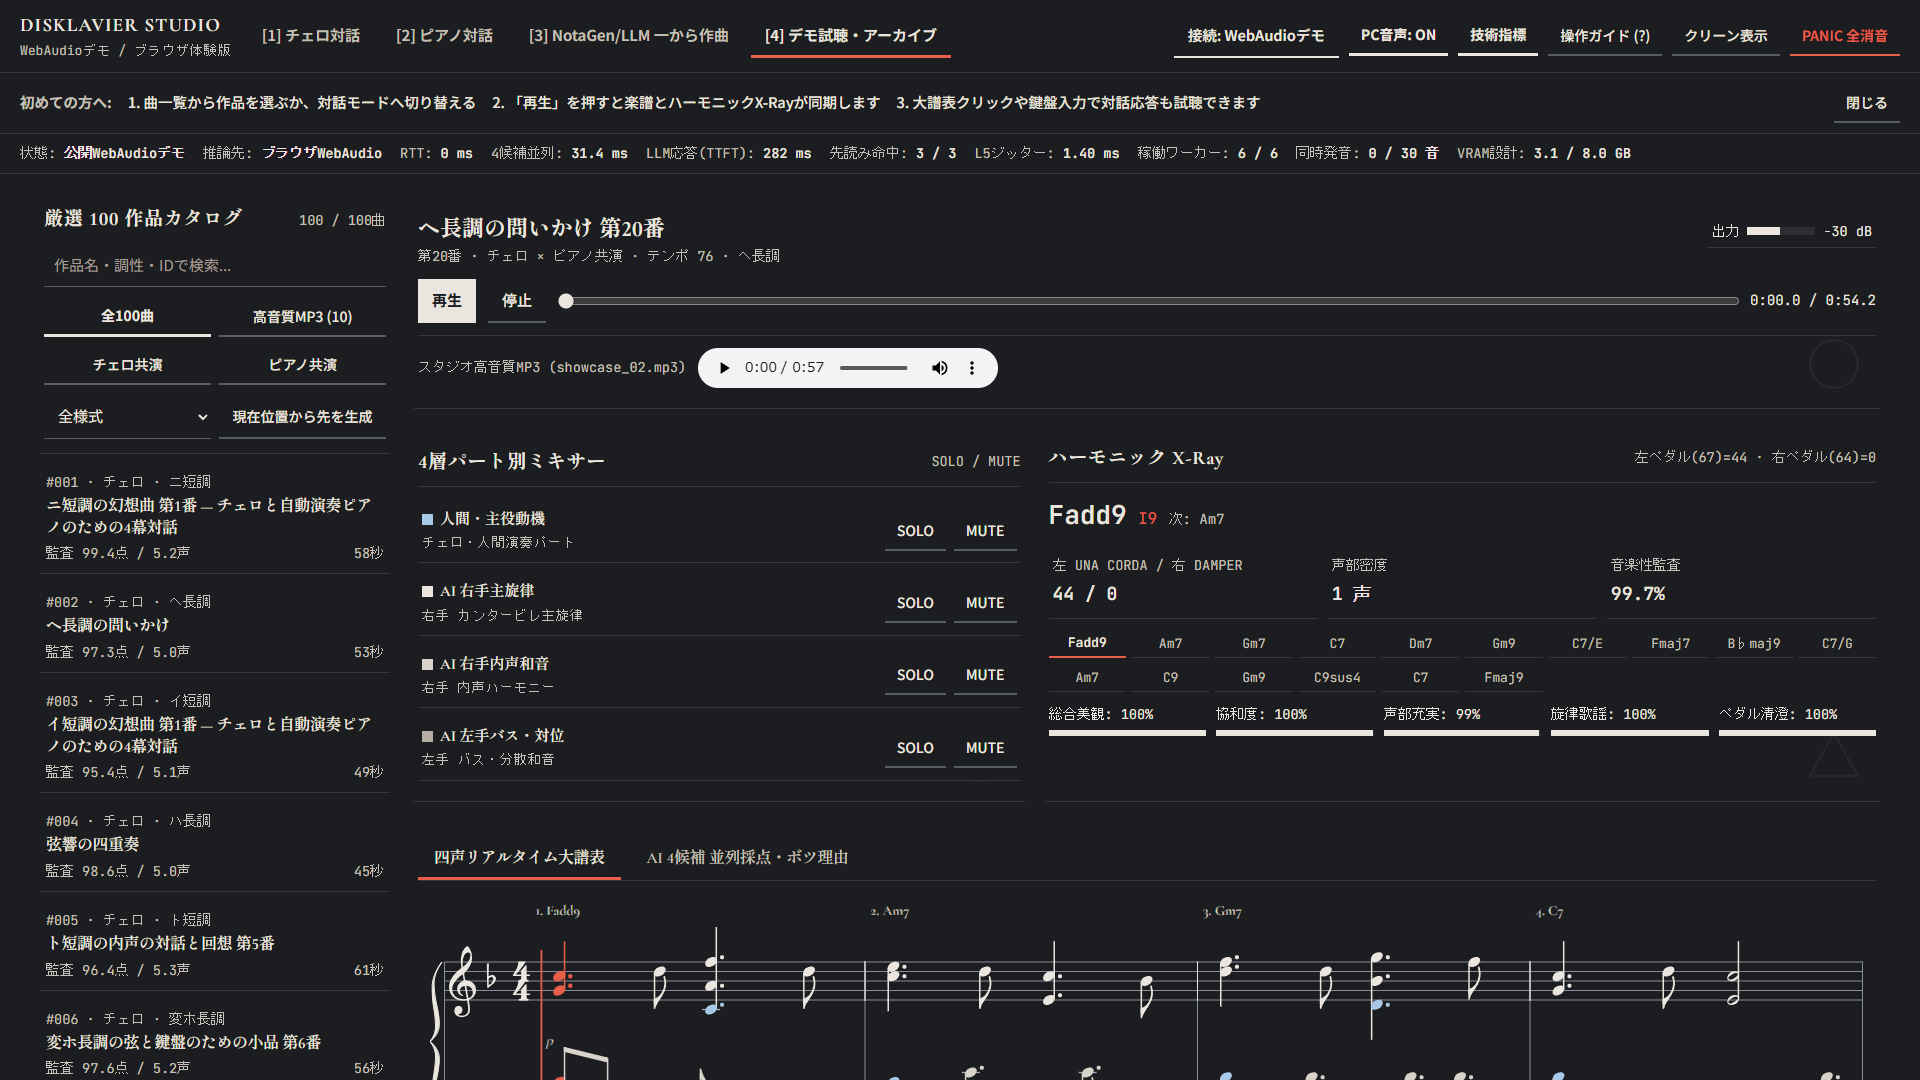 DISKLAVIER STUDIO
WebAudioデモ / ブラウザ体験版
[1] チェロ対話
[2] ピアノ対話
[3] NotaGen/LLM 一から作曲
[4] デモ試聴・アーカイブ
接続: WebAudioデモ
PC音声: ON
技術指標
操作ガイド (?)
クリーン表示
PANIC 全消音
初めての方へ: 1. 曲一覧から作品を選ぶか、対話モードへ切り替える 2. 「再生」を押すと楽譜とハーモニックX-Rayが同期します 3. 大譜表クリックや鍵盤入力で対話応答も試聴できます
閉じる
状態: 公開WebAudioデモ 推論先: ブラウザWebAudio RTT: 0 ms 4候補並列: 31.4 ms LLM応答(TTFT): 282 ms 先読み命中: 3 / 3 L5ジッター: 1.40 ms 稼働ワーカー: 6 / 6 同時発音: 0 / 30 音 VRAM設計: 3.1 / 8.0 GB
厳選 100 作品カタログ
100 / 100曲
作品名・調性・IDで検索...
全100曲
高音質MP3 (10)
チェロ共演
ピアノ共演
全様式
現在位置から先を生成
#001 · チェロ · ニ短調
ニ短調の幻想曲 第1番 — チェロと自動演奏ピア
ノのための4幕対話
監査 99.4点 / 5.2声
58秒
#002 · チェロ · ヘ長調
ヘ長調の問いかけ
監査 97.3点 / 5.0声
53秒
#003 · チェロ · イ短調
イ短調の幻想曲 第1番 — チェロと自動演奏ピア
ノのための4幕対話
監査 95.4点 / 5.1声
49秒
#004 · チェロ · ハ長調
弦響の四重奏
監査 98.6点 / 5.0声
45秒
#005 · チェロ · ト短調
ト短調の内声の対話と回想 第5番
監査 96.4点 / 5.3声
61秒
#006 · チェロ · 変ホ長調
変ホ長調の弦と鍵盤のための小品 第6番
監査 97.6点 / 5.2声
56秒
ヘ長調の問いかけ 第20番
第20番 · チェロ × ピアノ共演 · テンポ 76 · ヘ長調
出力
-30 dB
再生
停止
0:00.0 / 0:54.2
スタジオ高音質MP3 (showcase_02.mp3)
0:00 / 0:57
4層パート別ミキサー
SOLO / MUTE
人間・主役動機
チェロ・人間演奏パート
SOLO
MUTE
AI 右手主旋律
右手 カンタービレ主旋律
SOLO
MUTE
AI 右手内声和音
右手 内声ハーモニー
SOLO
MUTE
AI 左手バス・対位
左手 バス・分散和音
SOLO
MUTE
ハーモニック X-Ray
左ペダル(67)=44 · 右ペダル(64)=0
Fadd9 I9 次: Am7
左 UNA CORDA / 右 DAMPER
44 / 0
声部密度
1 声
音楽性監査
99.7%
Fadd9 Am7 Gm7 C7 Dm7 Gm9 C7/E Fmaj7 B♭maj9 C7/G
Am7 C9 Gm9 C9sus4 C7 Fmaj9
総合美観: 100%
協和度: 100%
声部充実: 99%
旋律歌謡: 100%
ペダル清澄: 100%
四声リアルタイム大譜表
AI 4候補 並列採点・ボツ理由
1. Fadd9
2. Am7
3. Gm7
4. C7
4
4
p